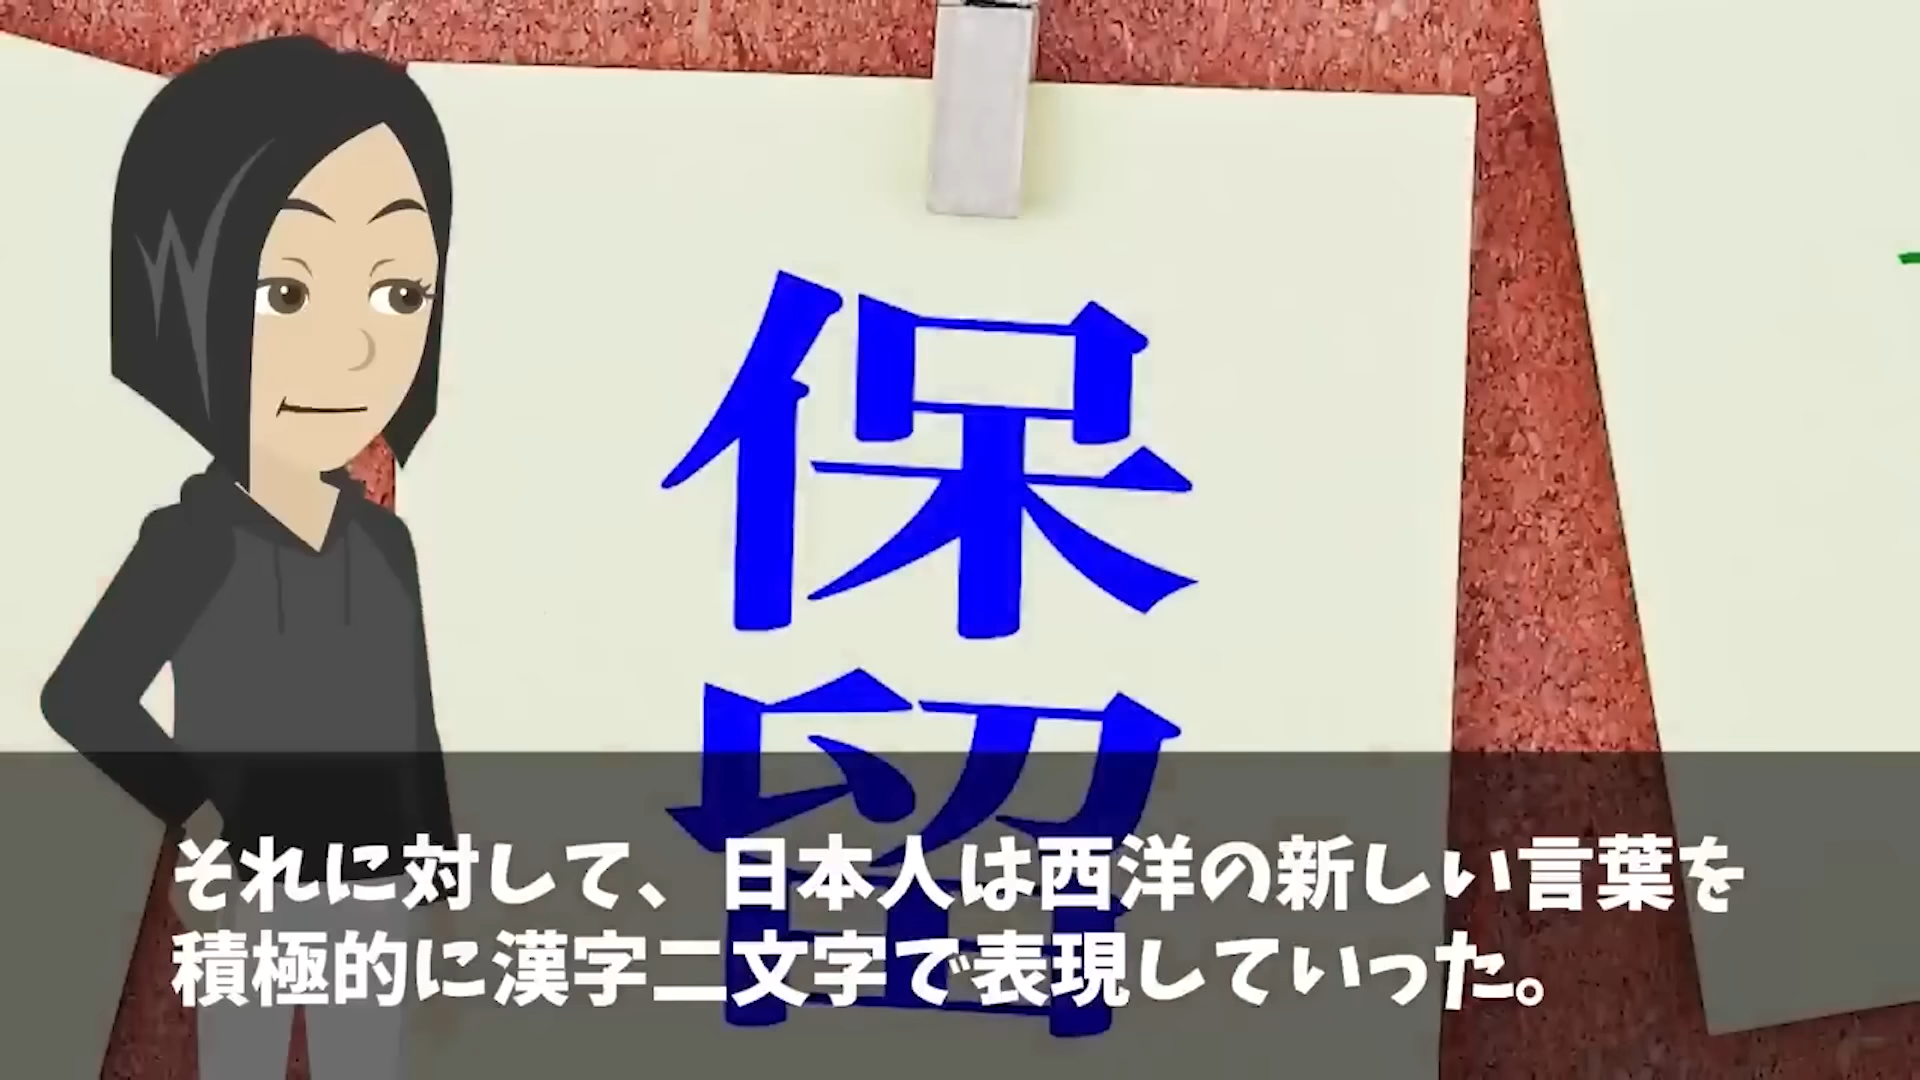 保留
それに対して、日本人は西洋の新しい言葉を
積極的に漢字二文字で表現していった。